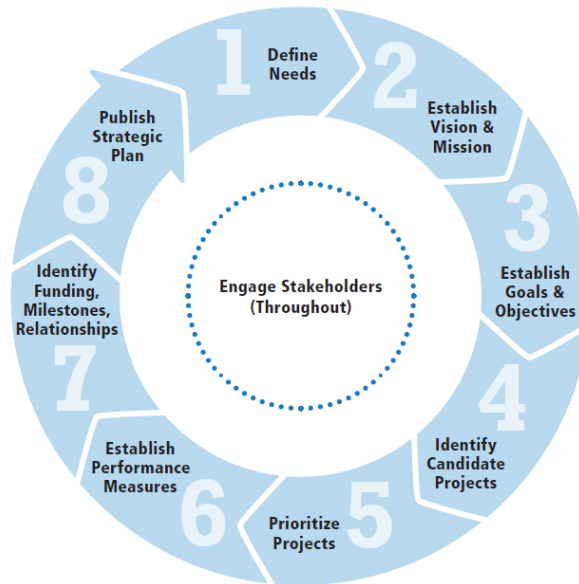 1
Define
Needs
2
Establish
Vision &
Mission
3
Establish
Goals &
Objectives
4
Identify
Candidate
Projects
5
Prioritize
Projects
6
Establish
Performance
Measures
7
Identify
Funding,
Milestones,
Relationships
8
Publish
Strategic
Plan
Engage Stakeholders
(Throughout)